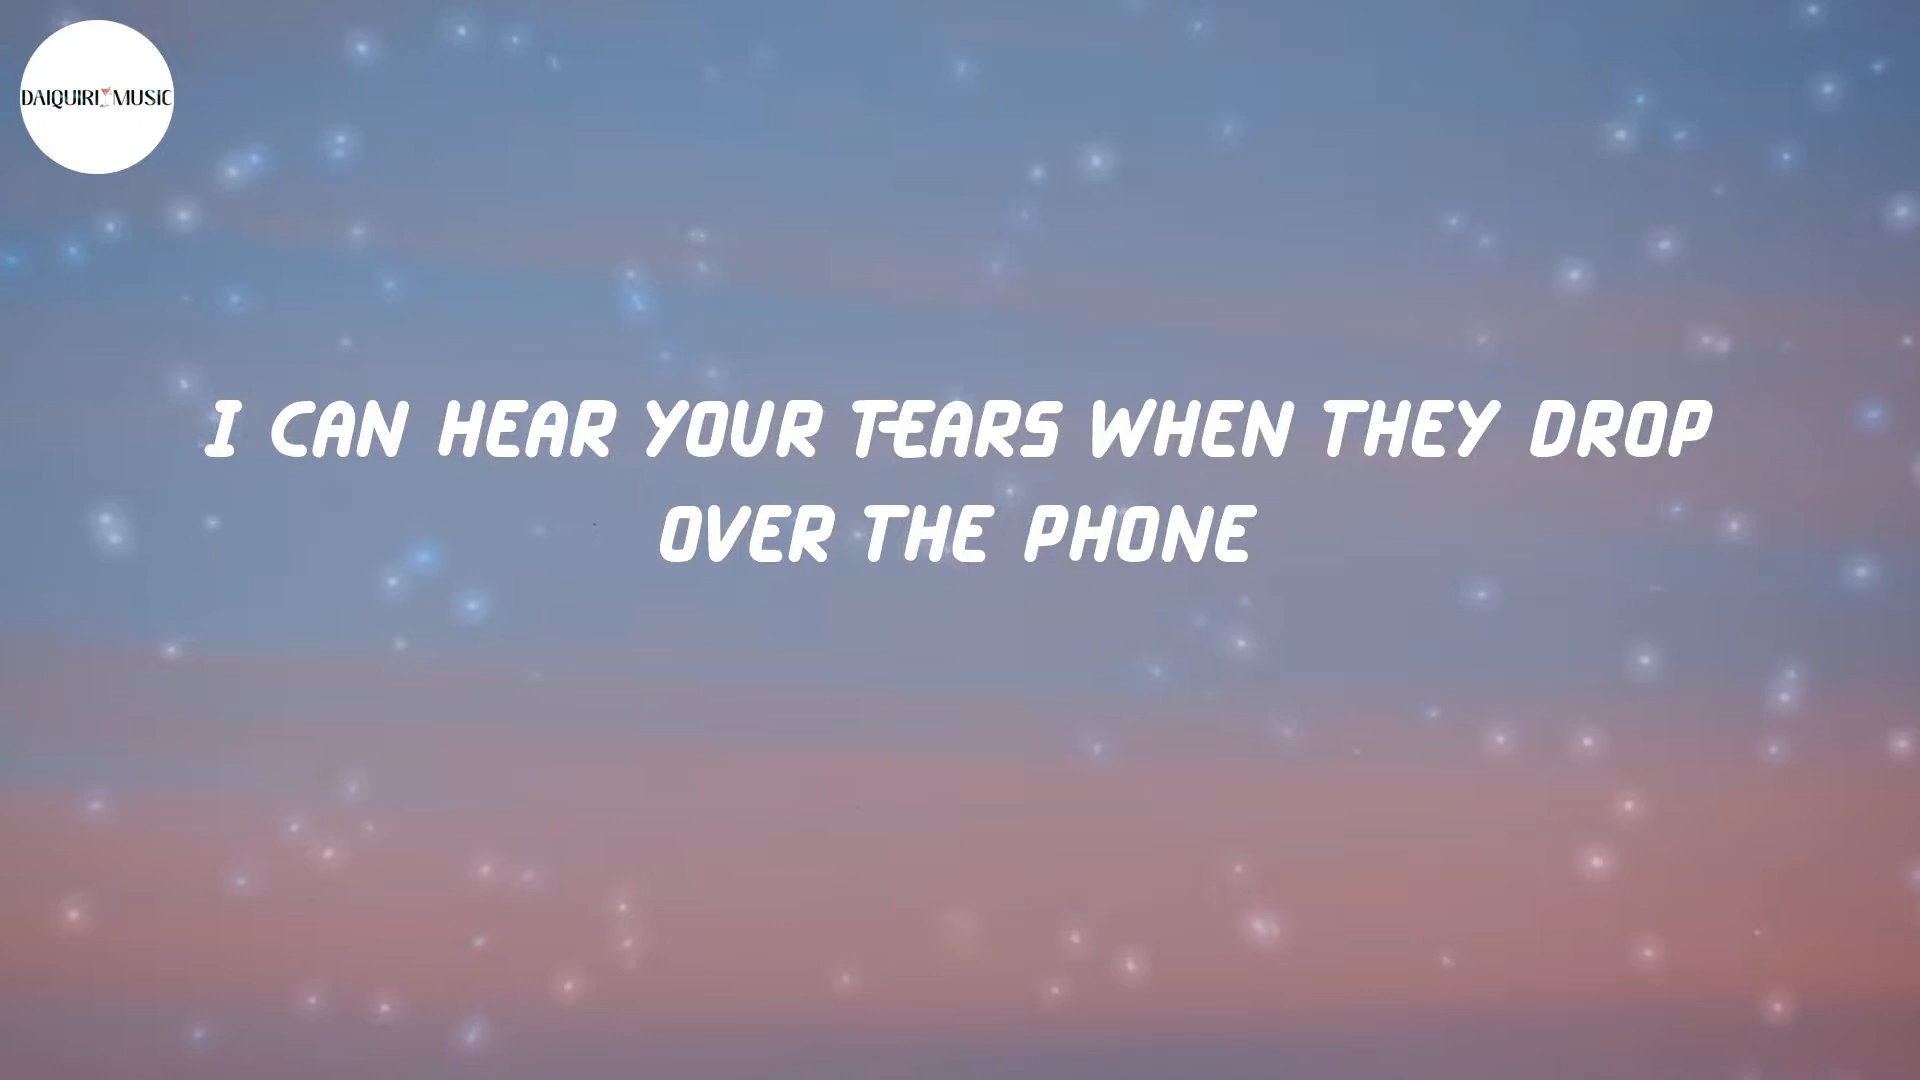 DAIQUIRI MUSIC
I CAN HEAR YOUR TEARS WHEN THEY DROP
OVER THE PHONE